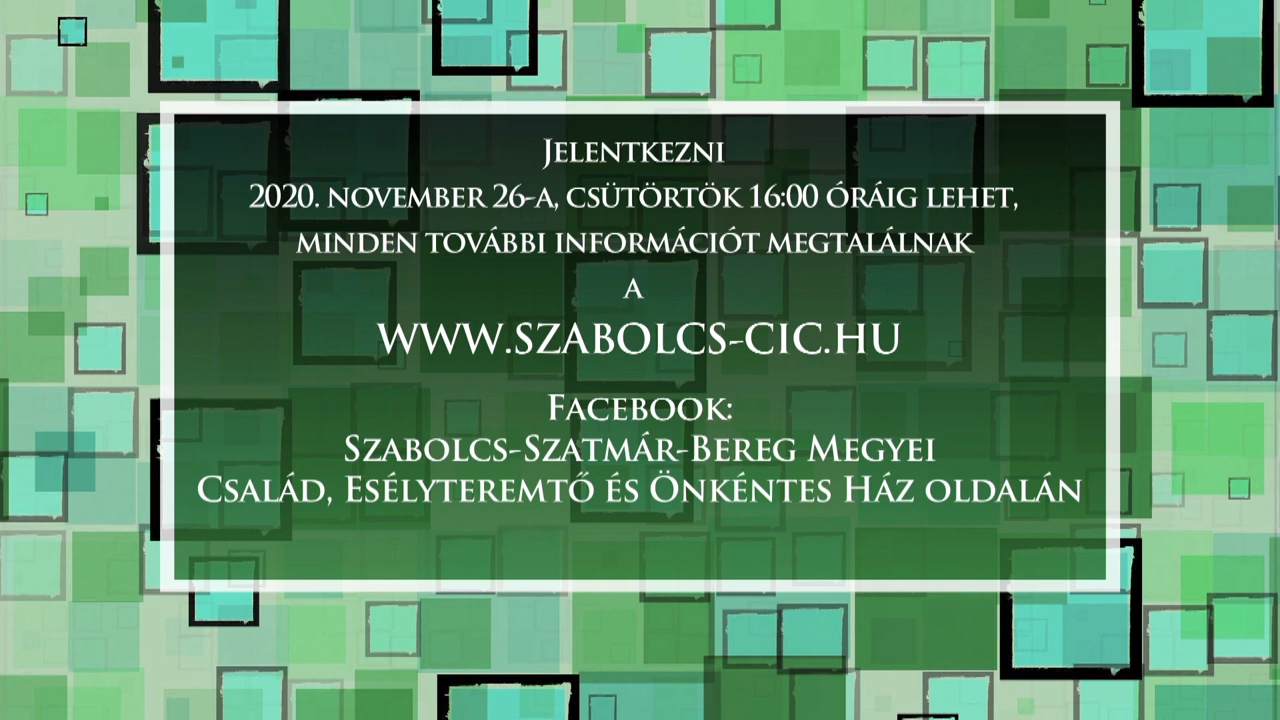 Jelentkezni
2020. november 26-a, csütörtök 16:00 óráig lehet,
minden további információt megtalálnak
a
www.szabolcs-cic.hu
Facebook:
Szabolcs-Szatmár-Bereg Megyei
Család, Esélyteremtő és Önkéntes Ház oldalán